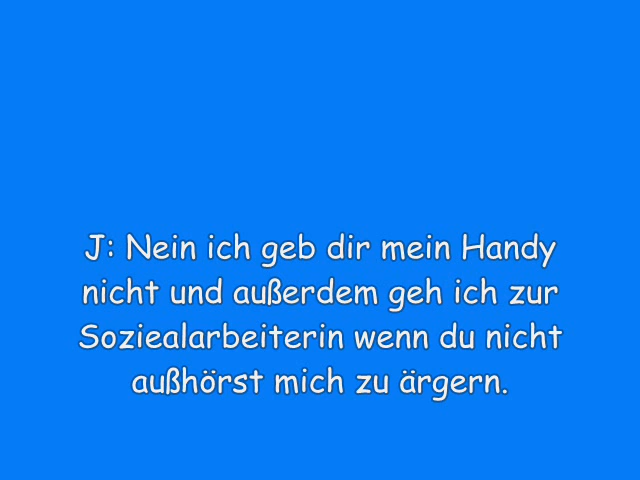 J: Nein ich geb dir mein Handy
nicht und außerdem geh ich zur
Soziealarbeiterin wenn du nicht
außhörst mich zu ärgern.